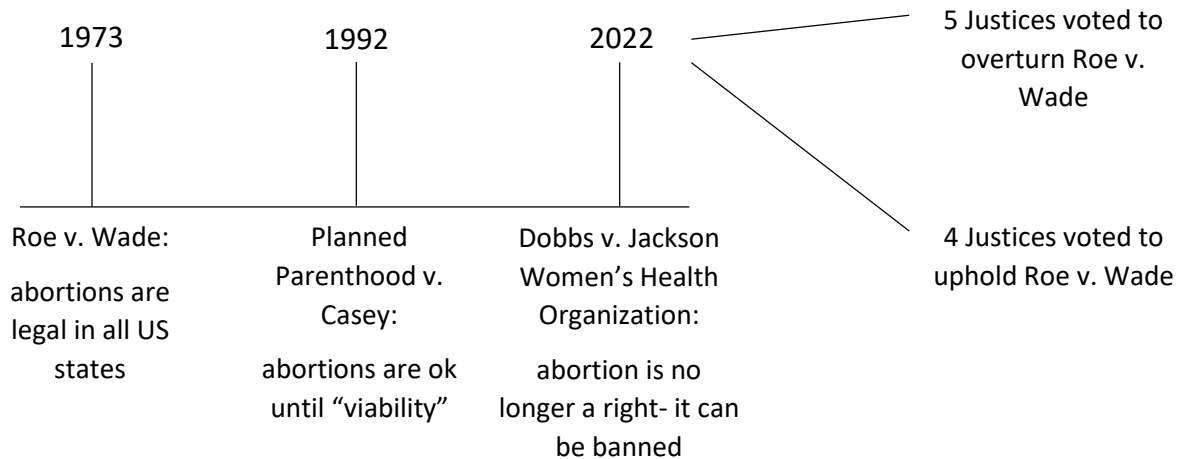 1973
Roe v. Wade:
abortions are
legal in all US
states
1992
Planned
Parenthood v.
Casey:
abortions are ok
until “viability”
2022
Dobbs v. Jackson
Women’s Health
Organization:
abortion is no
longer a right- it can
be banned
5 Justices voted to
overturn Roe v.
Wade
4 Justices voted to
uphold Roe v. Wade